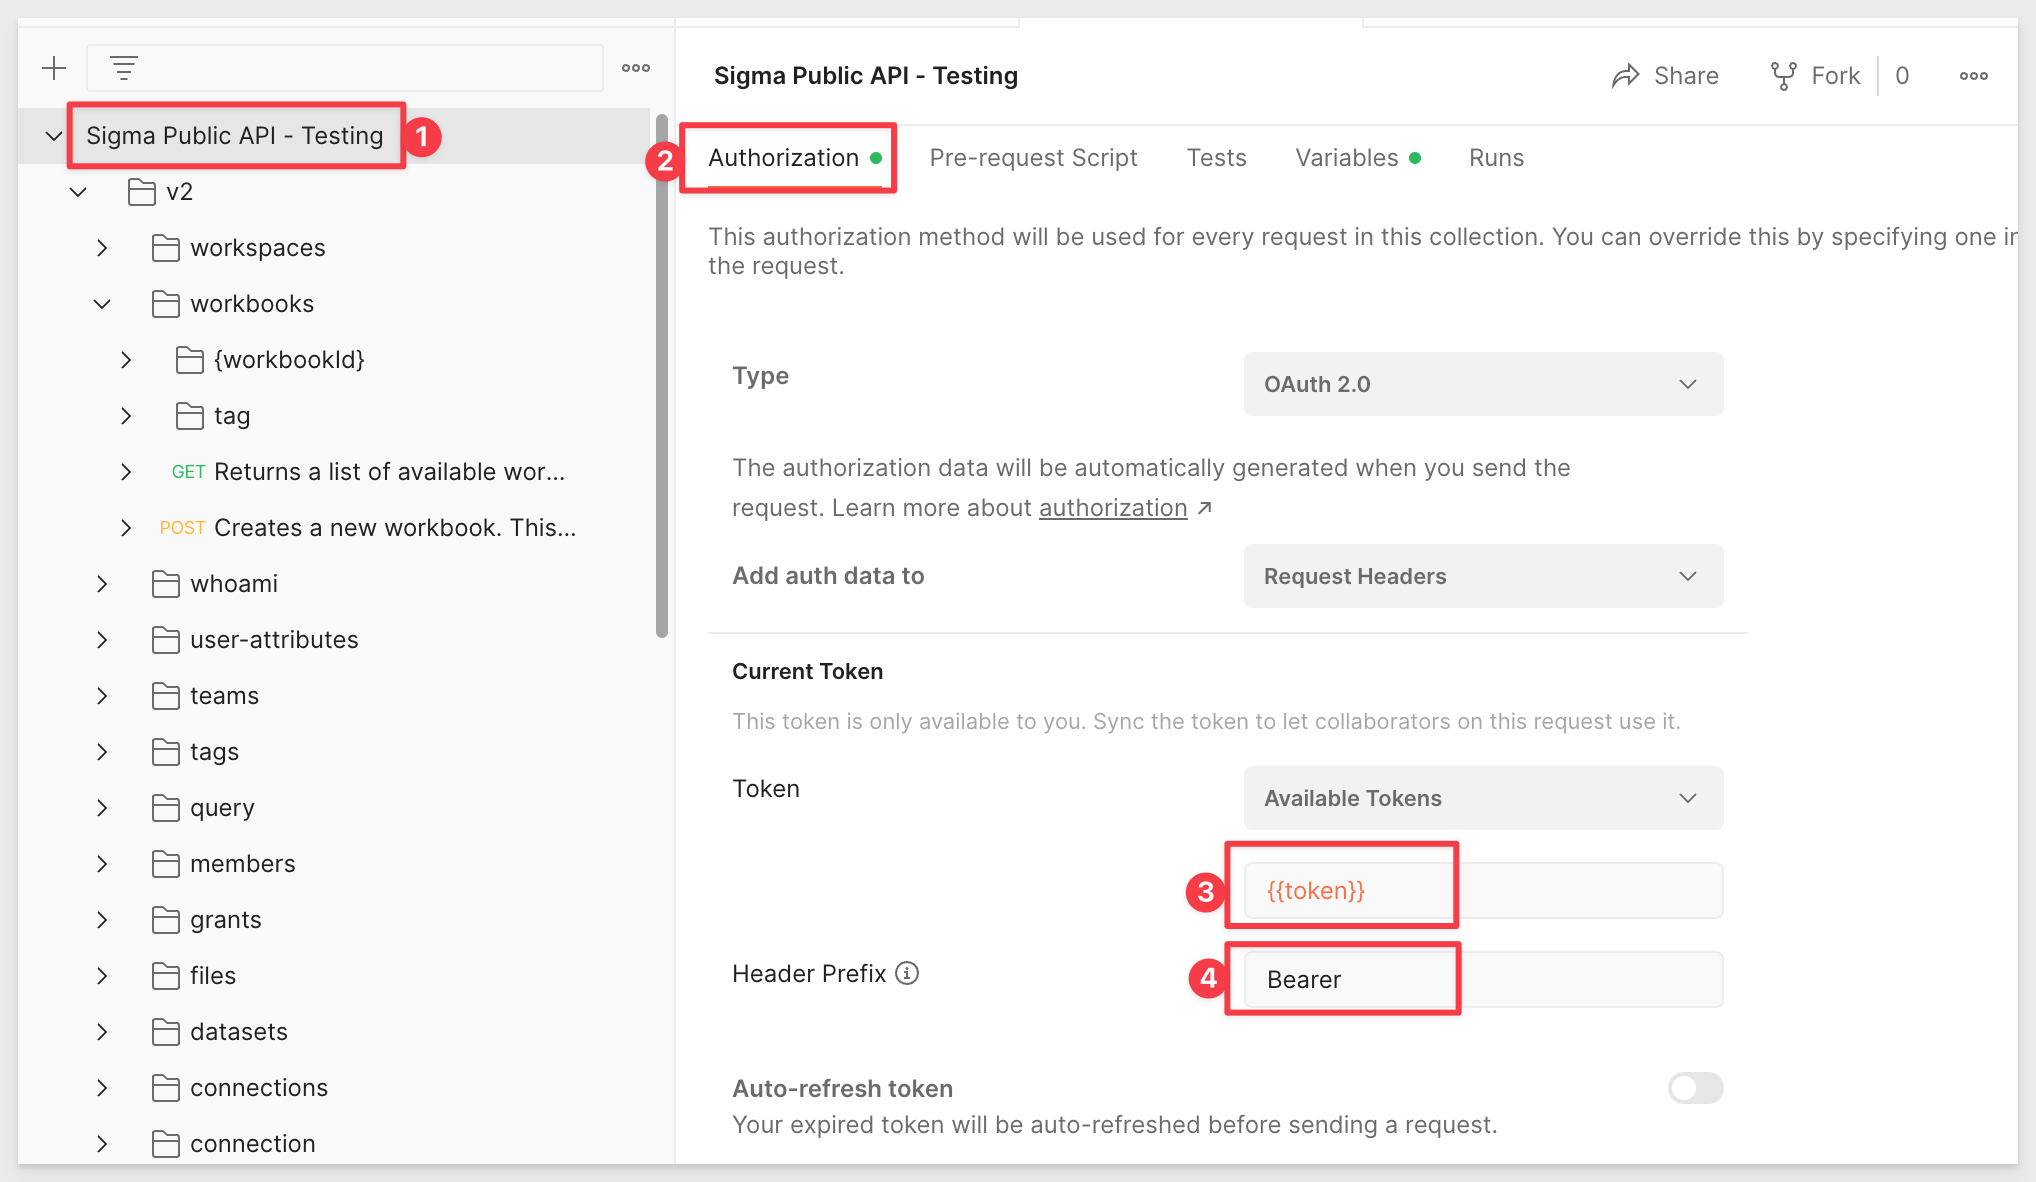 Sigma Public API - Testing
1
v2
workspaces
workbooks
{workbookId}
tag
GET Returns a list of available wor...
POST Creates a new workbook. This...
whoami
user-attributes
teams
tags
query
members
grants
files
datasets
connections
connection
Sigma Public API - Testing
Share
Fork
0
2
Authorization
Pre-request Script
Tests
Variables
Runs
This authorization method will be used for every request in this collection. You can override this by specifying one in
the request.
Type
OAuth 2.0
The authorization data will be automatically generated when you send the
request. Learn more about authorization ↗
Add auth data to
Request Headers
Current Token
This token is only available to you. Sync the token to let collaborators on this request use it.
Token
Available Tokens
3
{{token}}
Header Prefix
4
Bearer
Auto-refresh token
Your expired token will be auto-refreshed before sending a request.